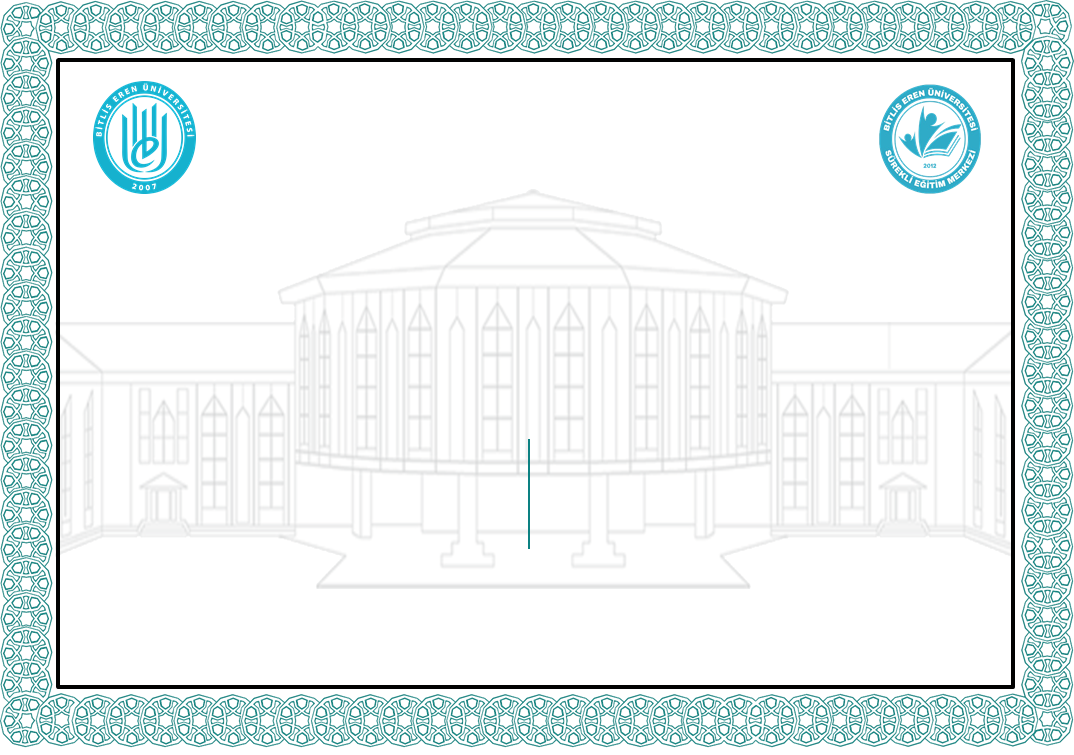 BİTLİS EREN ÜNİVERSİTESİ
2007
BİTLİS EREN ÜNİVERSİTESİ
2012
SÜREKLİ EĞİTİM MERKEZİ